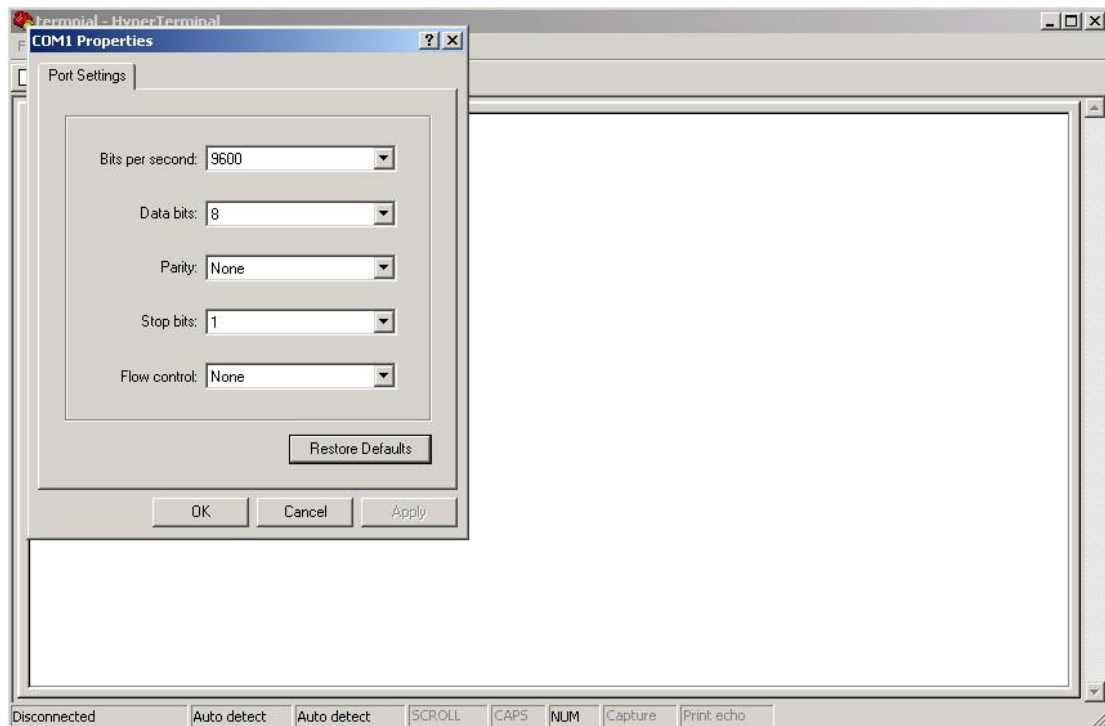 termnial - HyperTerminal
COM1 Properties
F
Port Settings
Bits per second: 9600
Data bits: 8
Parity: None
Stop bits: 1
Flow control: None
Restore Defaults
OK Cancel Apply
Disconnected Auto detect Auto detect SCROLL CAPS NUM Capture Print echo